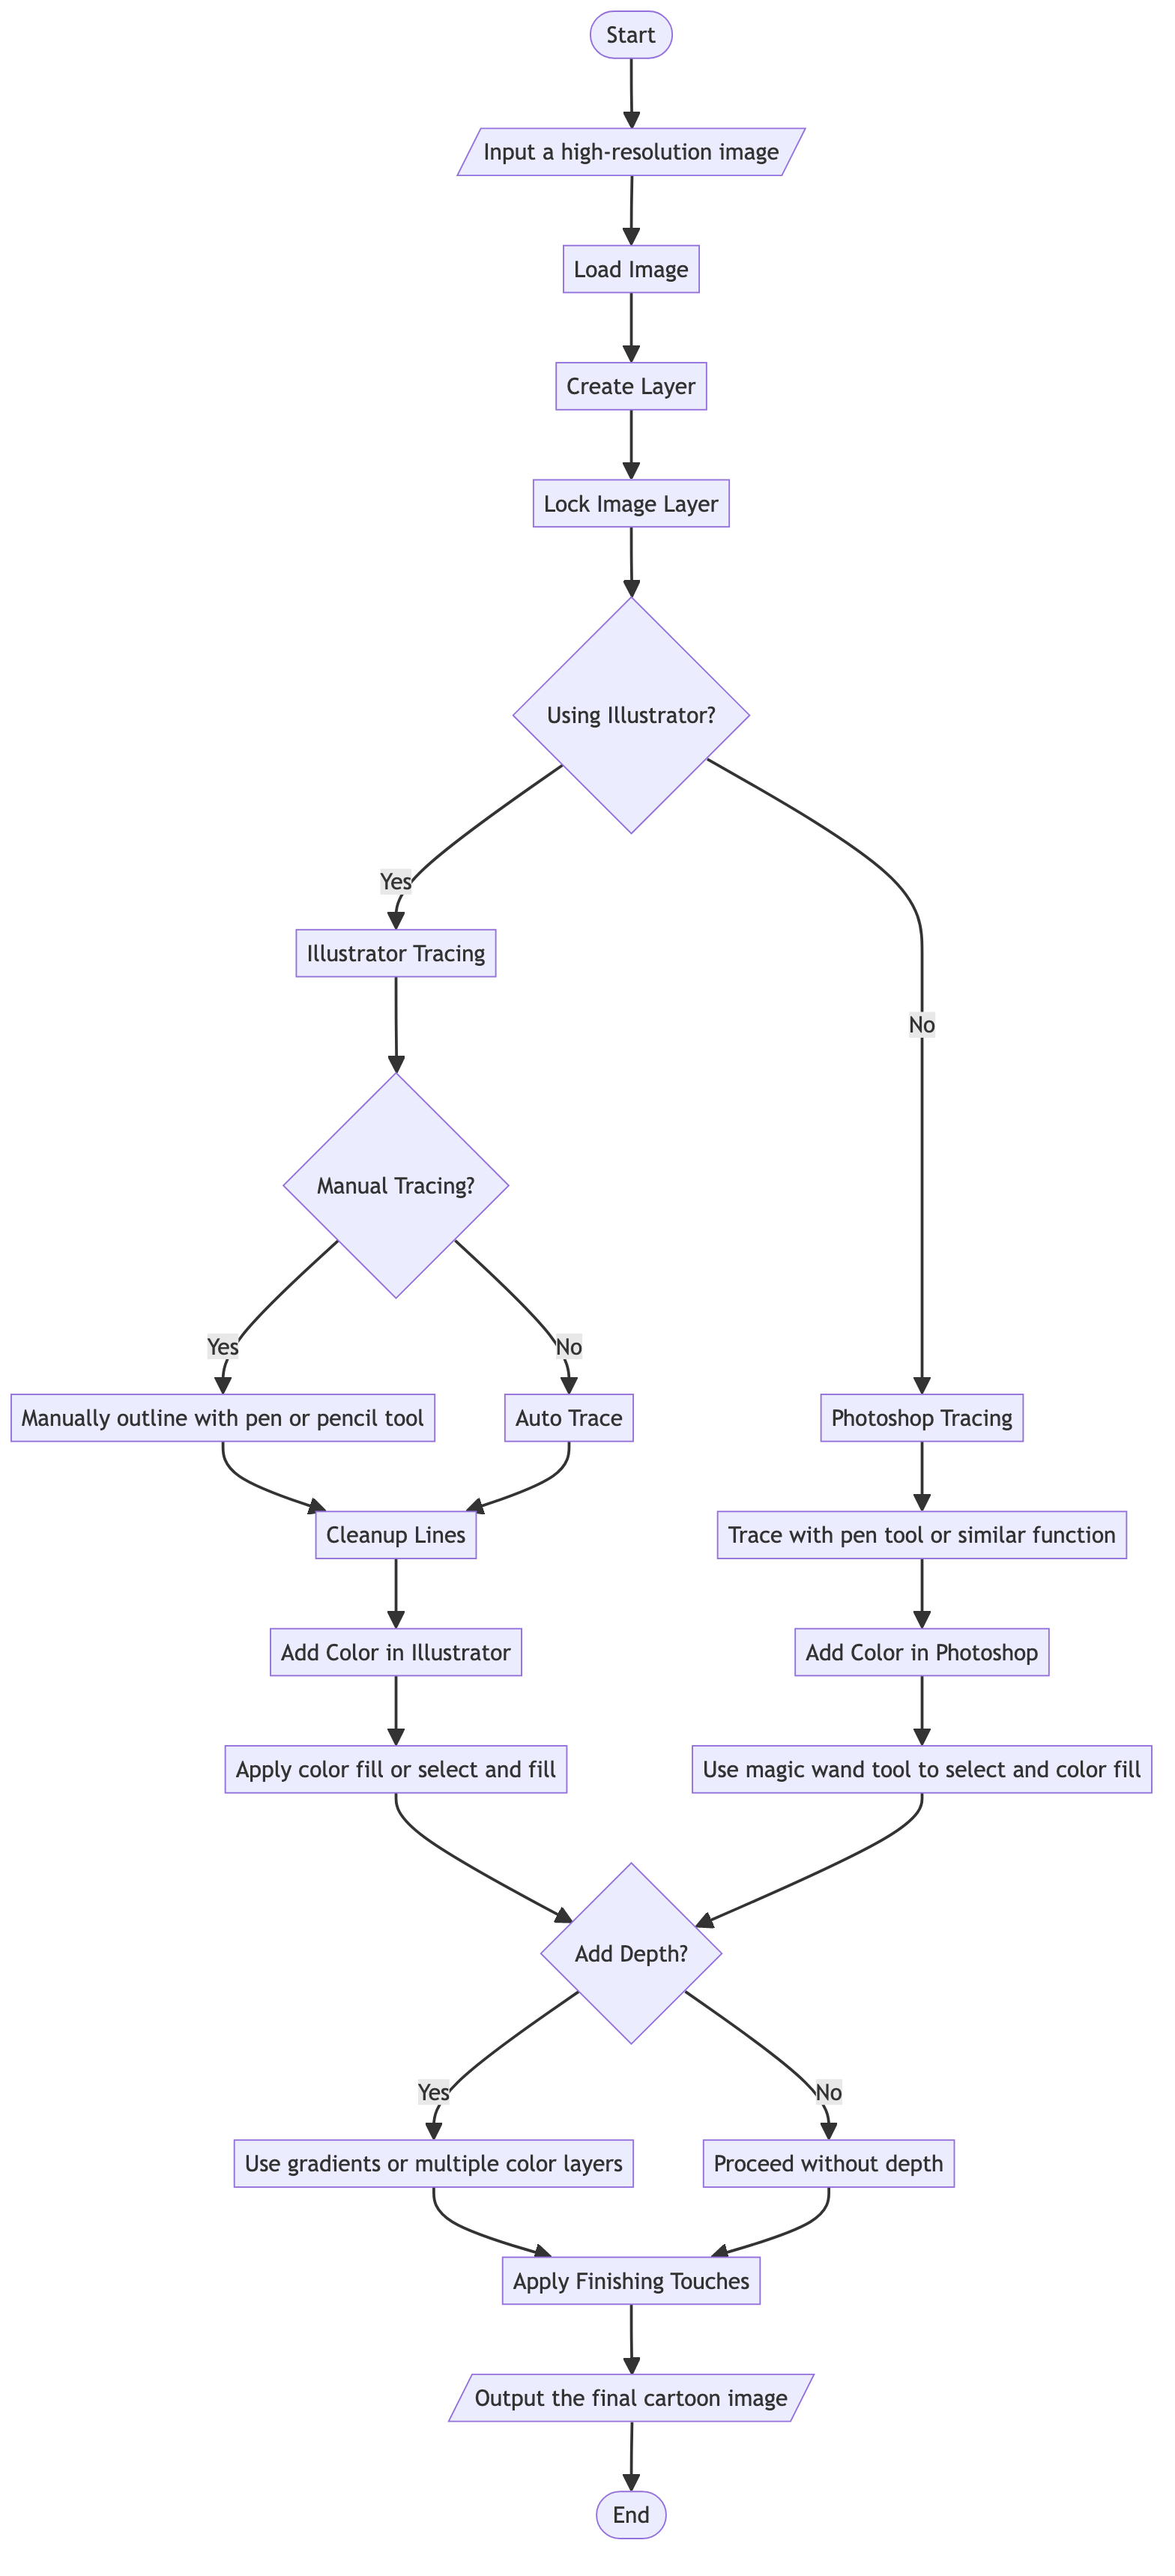 Start
Input a high-resolution image
Load Image
Create Layer
Lock Image Layer
Using Illustrator?
Yes
Illustrator Tracing
No
Manual Tracing?
Yes
No
Manually outline with pen or pencil tool
Auto Trace
Photoshop Tracing
Cleanup Lines
Trace with pen tool or similar function
Add Color in Illustrator
Add Color in Photoshop
Apply color fill or select and fill
Use magic wand tool to select and color fill
Add Depth?
Yes
No
Use gradients or multiple color layers
Proceed without depth
Apply Finishing Touches
Output the final cartoon image
End